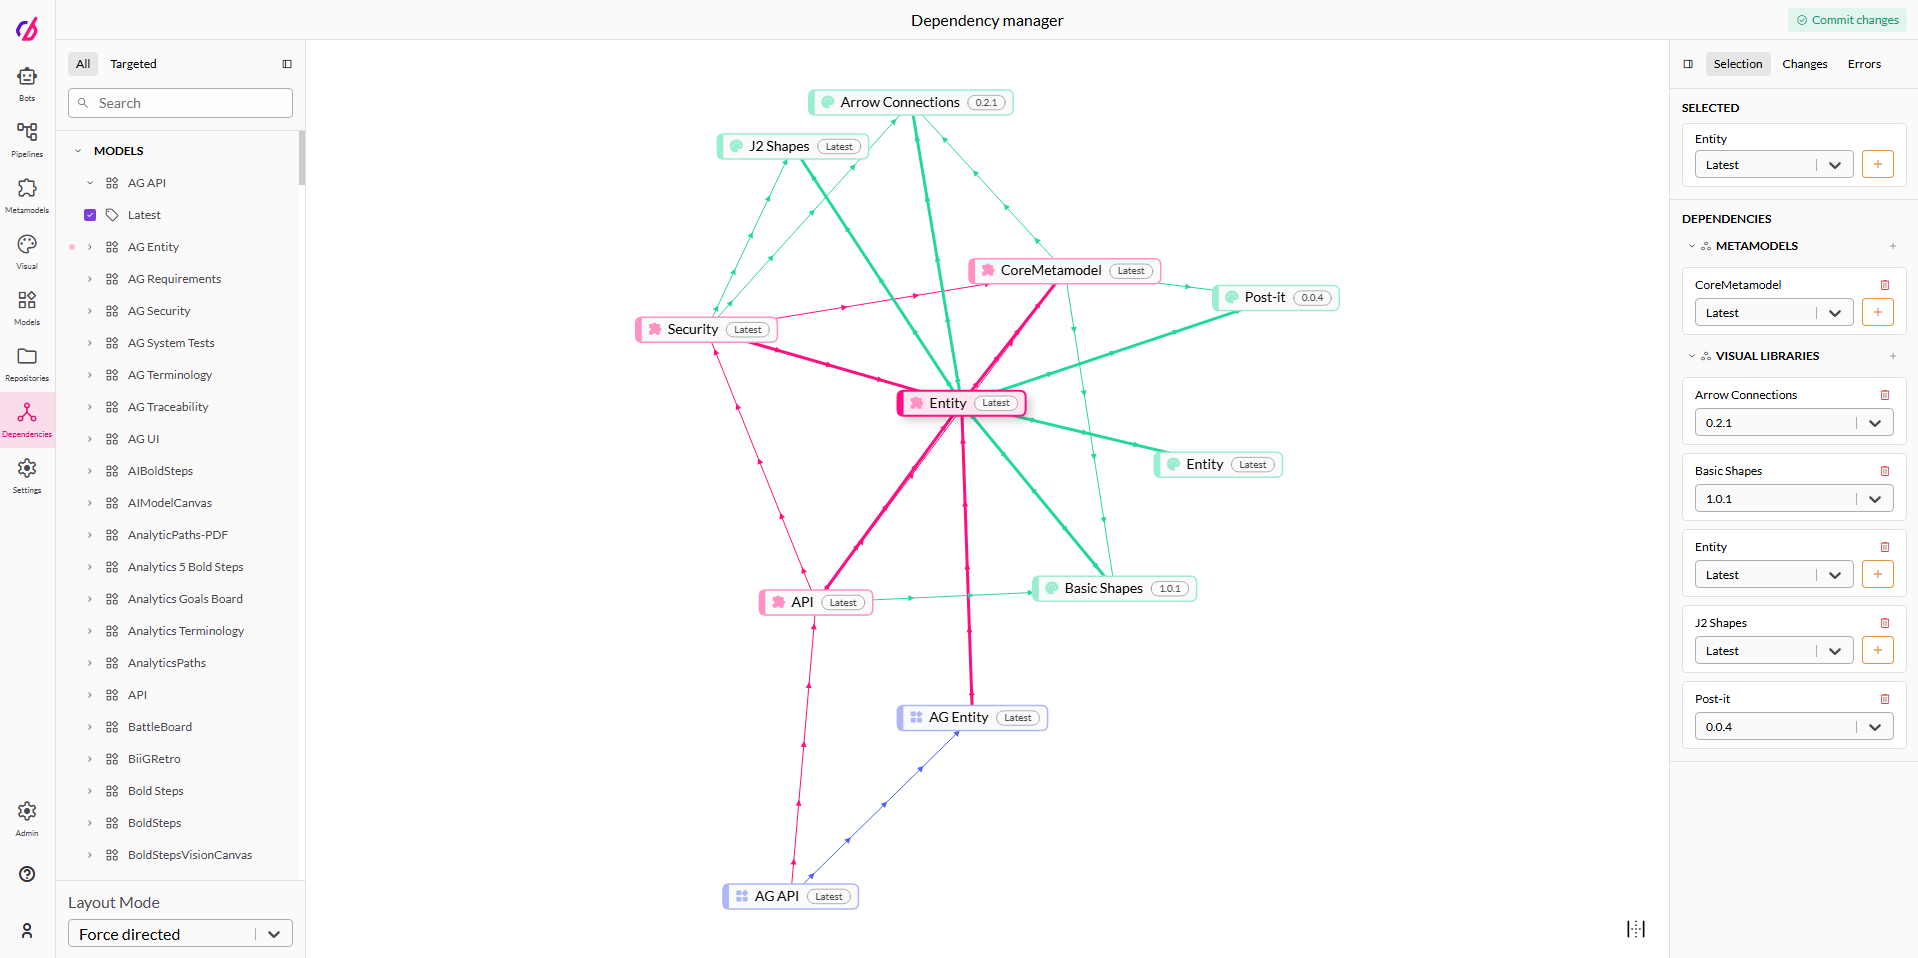 Dependency manager
Commit changes
Bots
Pipelines
Metamodels
Visual
Models
Repositories
Dependencies
Settings
Admin
All
Targeted
Search
MODELS
AG API
Latest
AG Entity
AG Requirements
AG Security
AG System Tests
AG Terminology
AG Traceability
AG UI
AIBoldSteps
AIModelCanvas
AnalyticPaths-PDF
Analytics 5 Bold Steps
Analytics Goals Board
Analytics Terminology
AnalyticsPaths
API
BattleBoard
BiiGRetro
Bold Steps
BoldSteps
BoldStepsVisionCanvas
Layout Mode
Force directed
Arrow Connections 0.2.1
J2 Shapes Latest
CoreMetamodel Latest
Post-it 0.0.4
Security Latest
Entity Latest
Entity Latest
Basic Shapes 1.0.1
API Latest
AG Entity Latest
AG API Latest
Selection
Changes
Errors
SELECTED
Entity
Latest
DEPENDENCIES
METAMODELS
CoreMetamodel
Latest
VISUAL LIBRARIES
Arrow Connections
0.2.1
Basic Shapes
1.0.1
Entity
Latest
J2 Shapes
Latest
Post-it
0.0.4